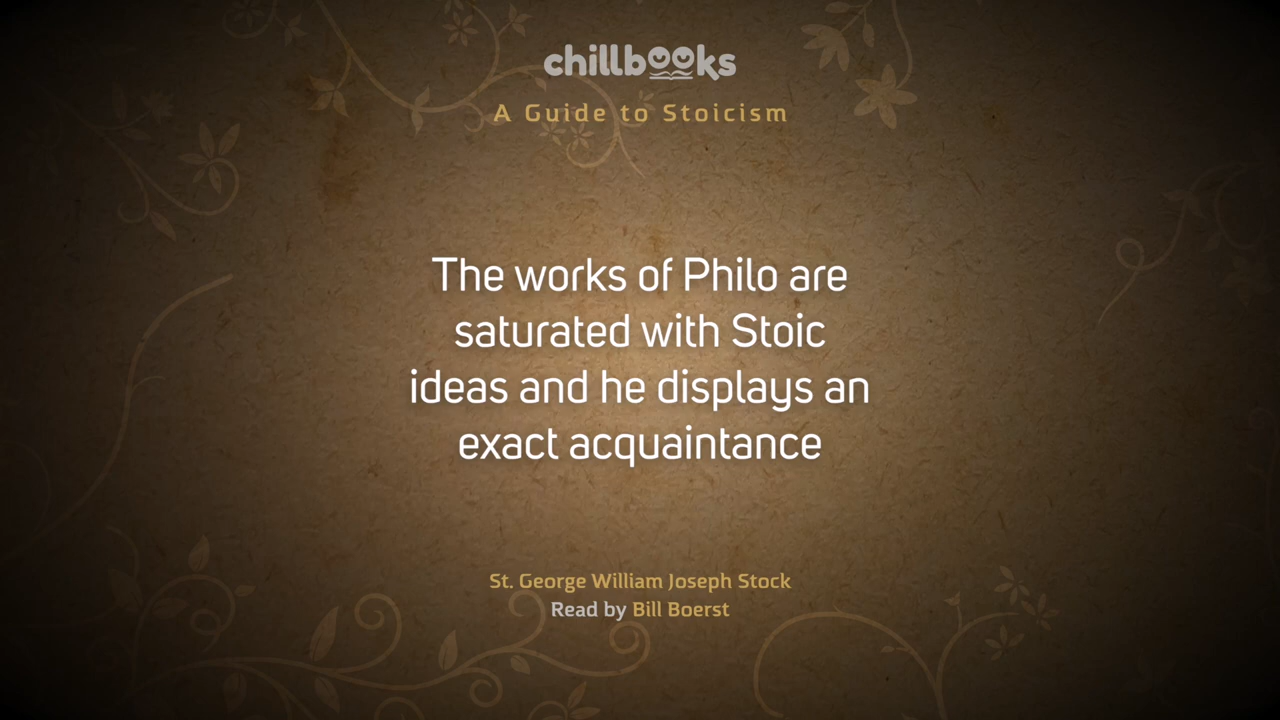 chillbooks
A Guide to Stoicism
The works of Philo are
saturated with Stoic
ideas and he displays an
exact acquaintance
St. George William Joseph Stock
Read by Bill Boerst